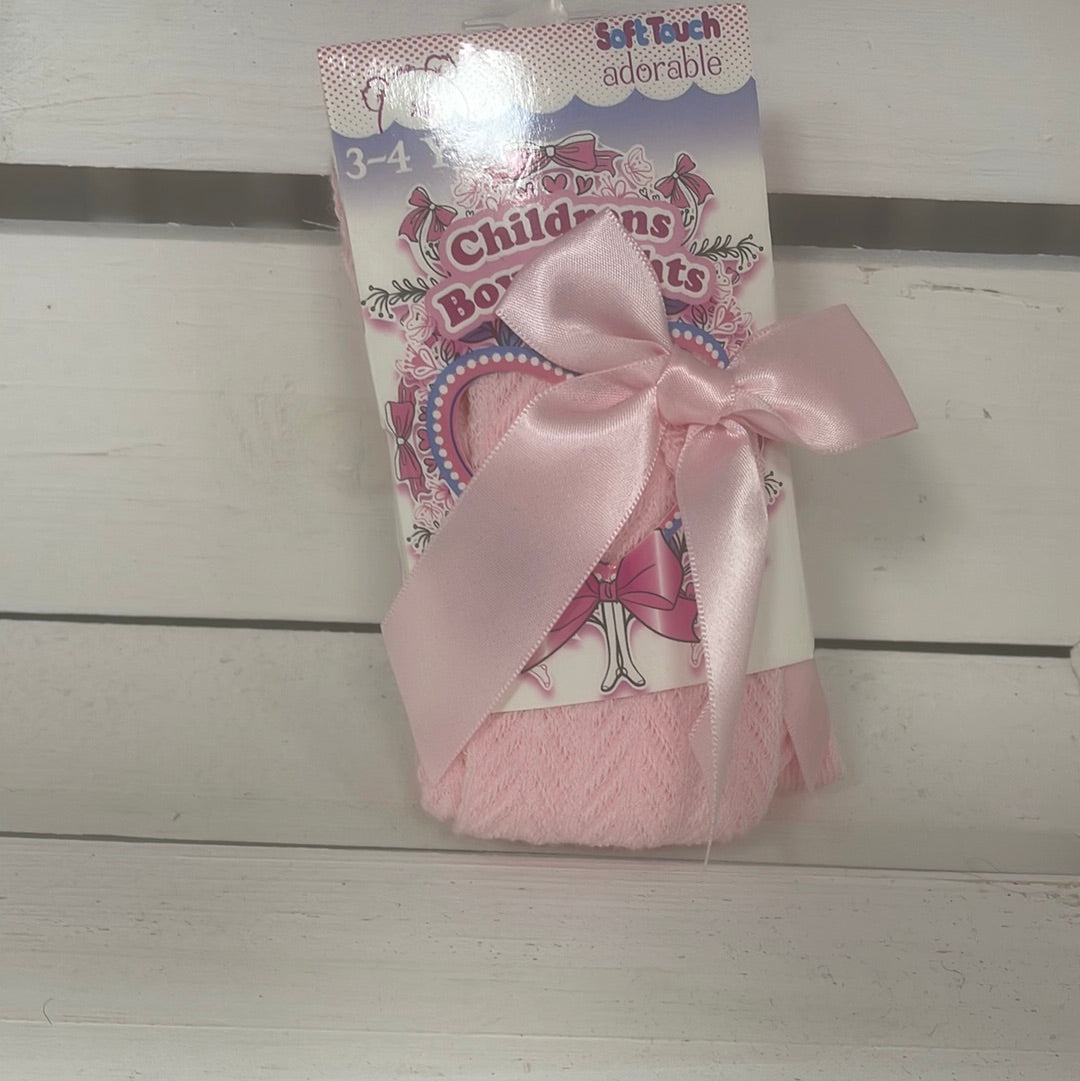 Soft Touch
adorable
3-4
Childrens